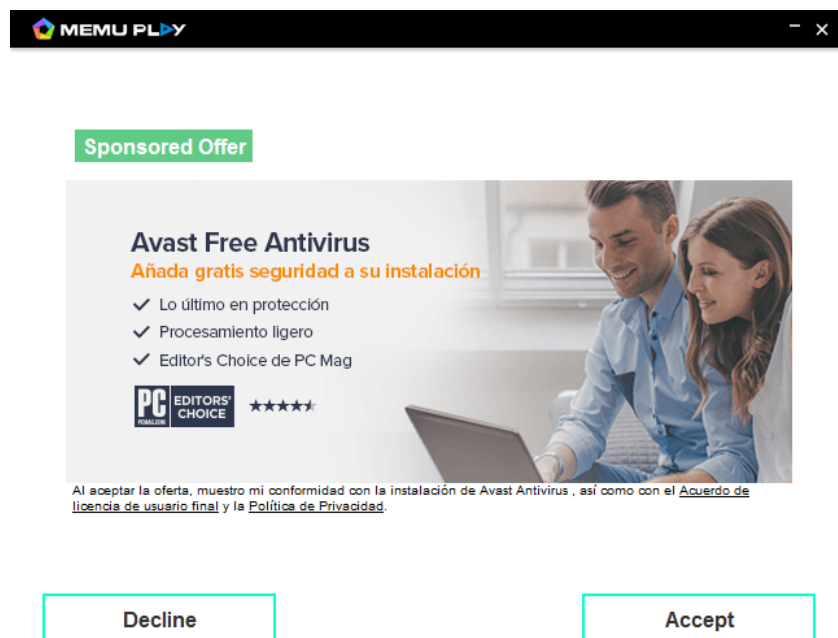 MEMU PLAY
Sponsored Offer
Avast Free Antivirus
Añada gratis seguridad a su instalación
Lo último en protección
Procesamiento ligero
Editor's Choice de PC Mag
PC
PCMAG.COM
EDITORS'
CHOICE
Al aceptar la oferta, muestro mi conformidad con la instalación de Avast Antivirus , así como con el Acuerdo de
licencia de usuario final y la Política de Privacidad.
Decline
Accept